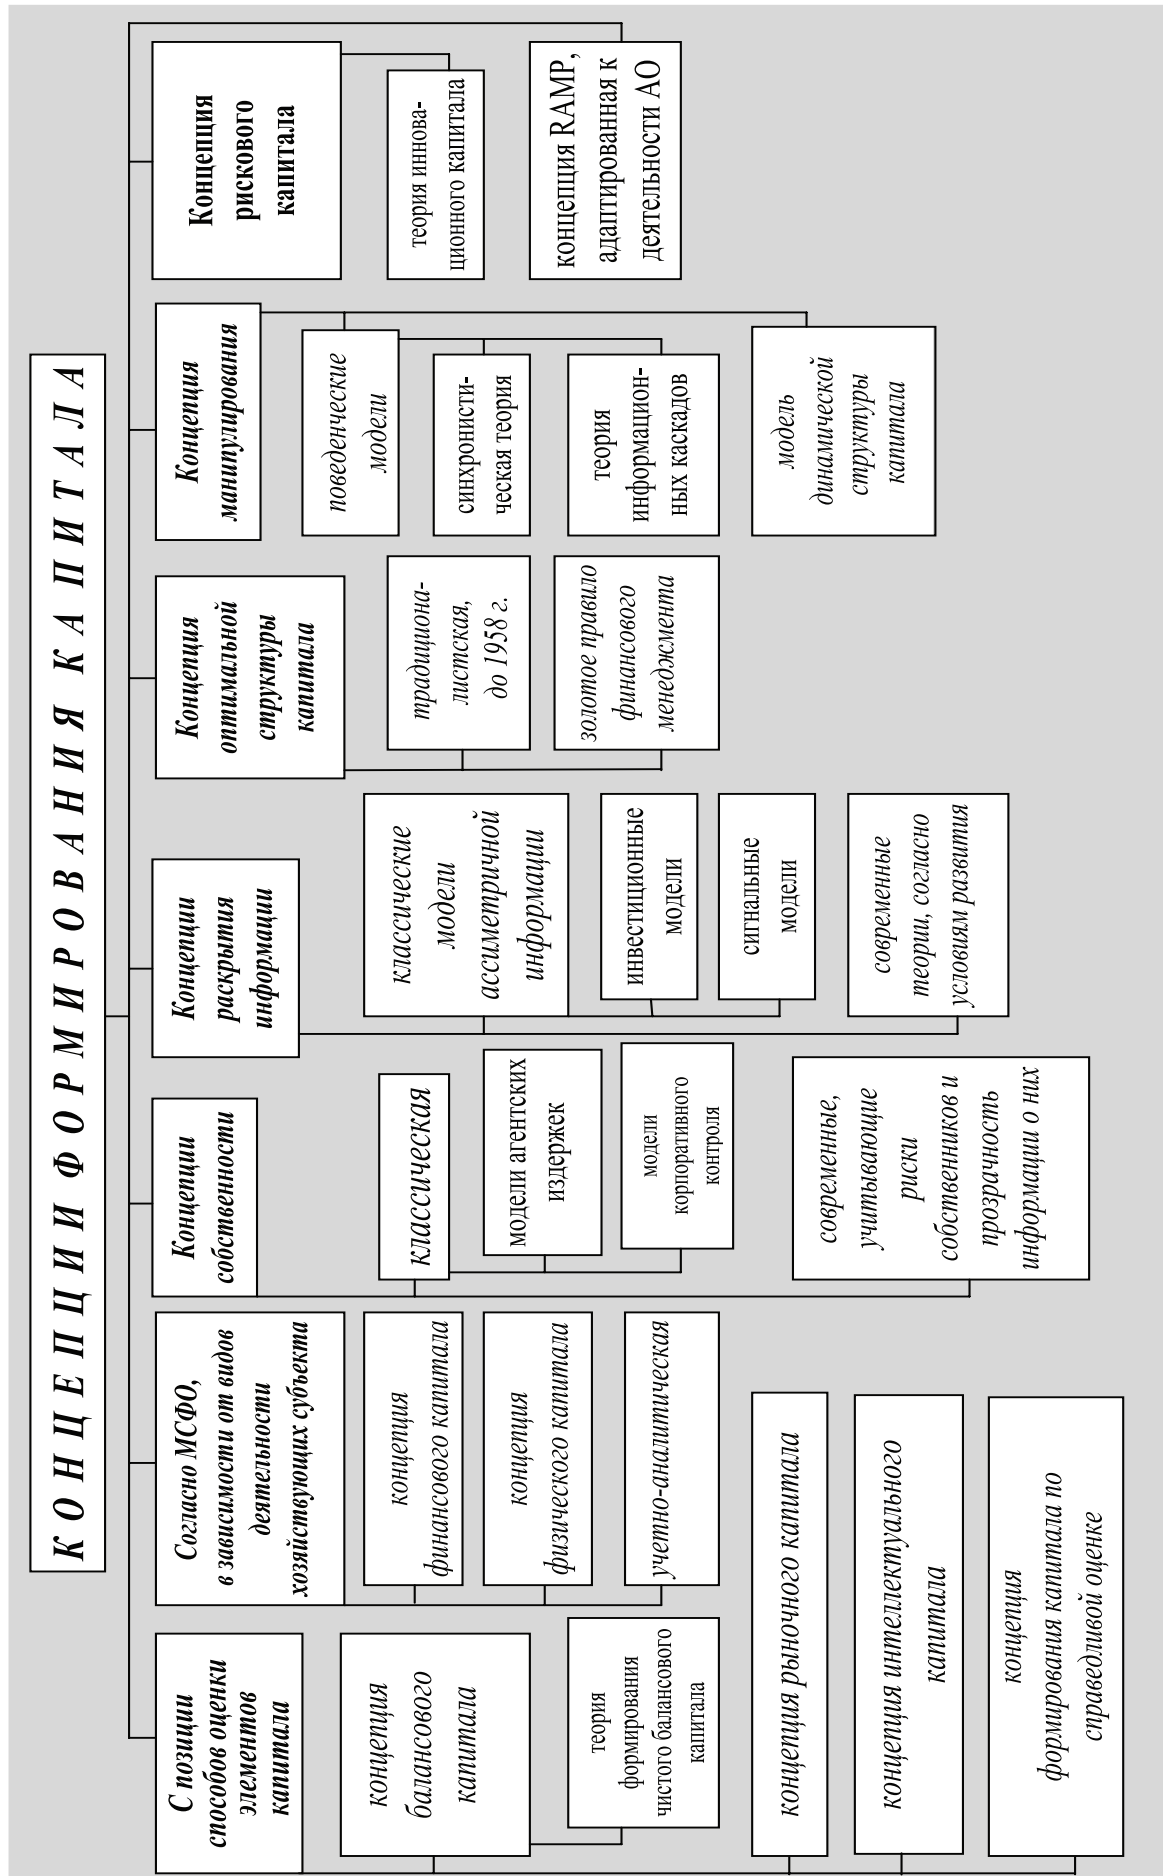 КОНЦЕПЦИИ ФОРМИРОВАНИЯ КАПИТАЛА
С позиции
способов оценки
элементов
капитала
концепция
балансового
капитала
теория
формирования
чистого балансового
капитала
концепция рыночного капитала
концепция интеллектуального
капитала
концепция
формирования капитала по
справедливой оценке
Согласно МСФО,
в зависимости от видов
деятельности
хозяйствующих субъекта
концепция
финансового капитала
концепция
физического капитала
учетно-аналитическая
Концепции
собственности
классическая
модели агентских
издержек
модели
корпоративного
контроля
современные,
учитывающие
риски
собственников и
прозрачность
информации о них
Концепции
раскрытия
информации
классические
модели
ассиметричной
информации
инвестиционные
модели
сигнальные
модели
современные
теории, согласно
условиям развития
Концепция
оптимальной
структуры
капитала
традициона-
листская,
до 1958 г.
золотое правило
финансового
менеджмента
Концепция
манипулирования
поведенческие
модели
синхронисти-
ческая теория
теория
информацион-
ных каскадов
модель
динамической
структуры
капитала
Концепция
рискового
капитала
теория иннова-
ционного капитала
концепция RAMP,
адаптированная к
деятельности АО